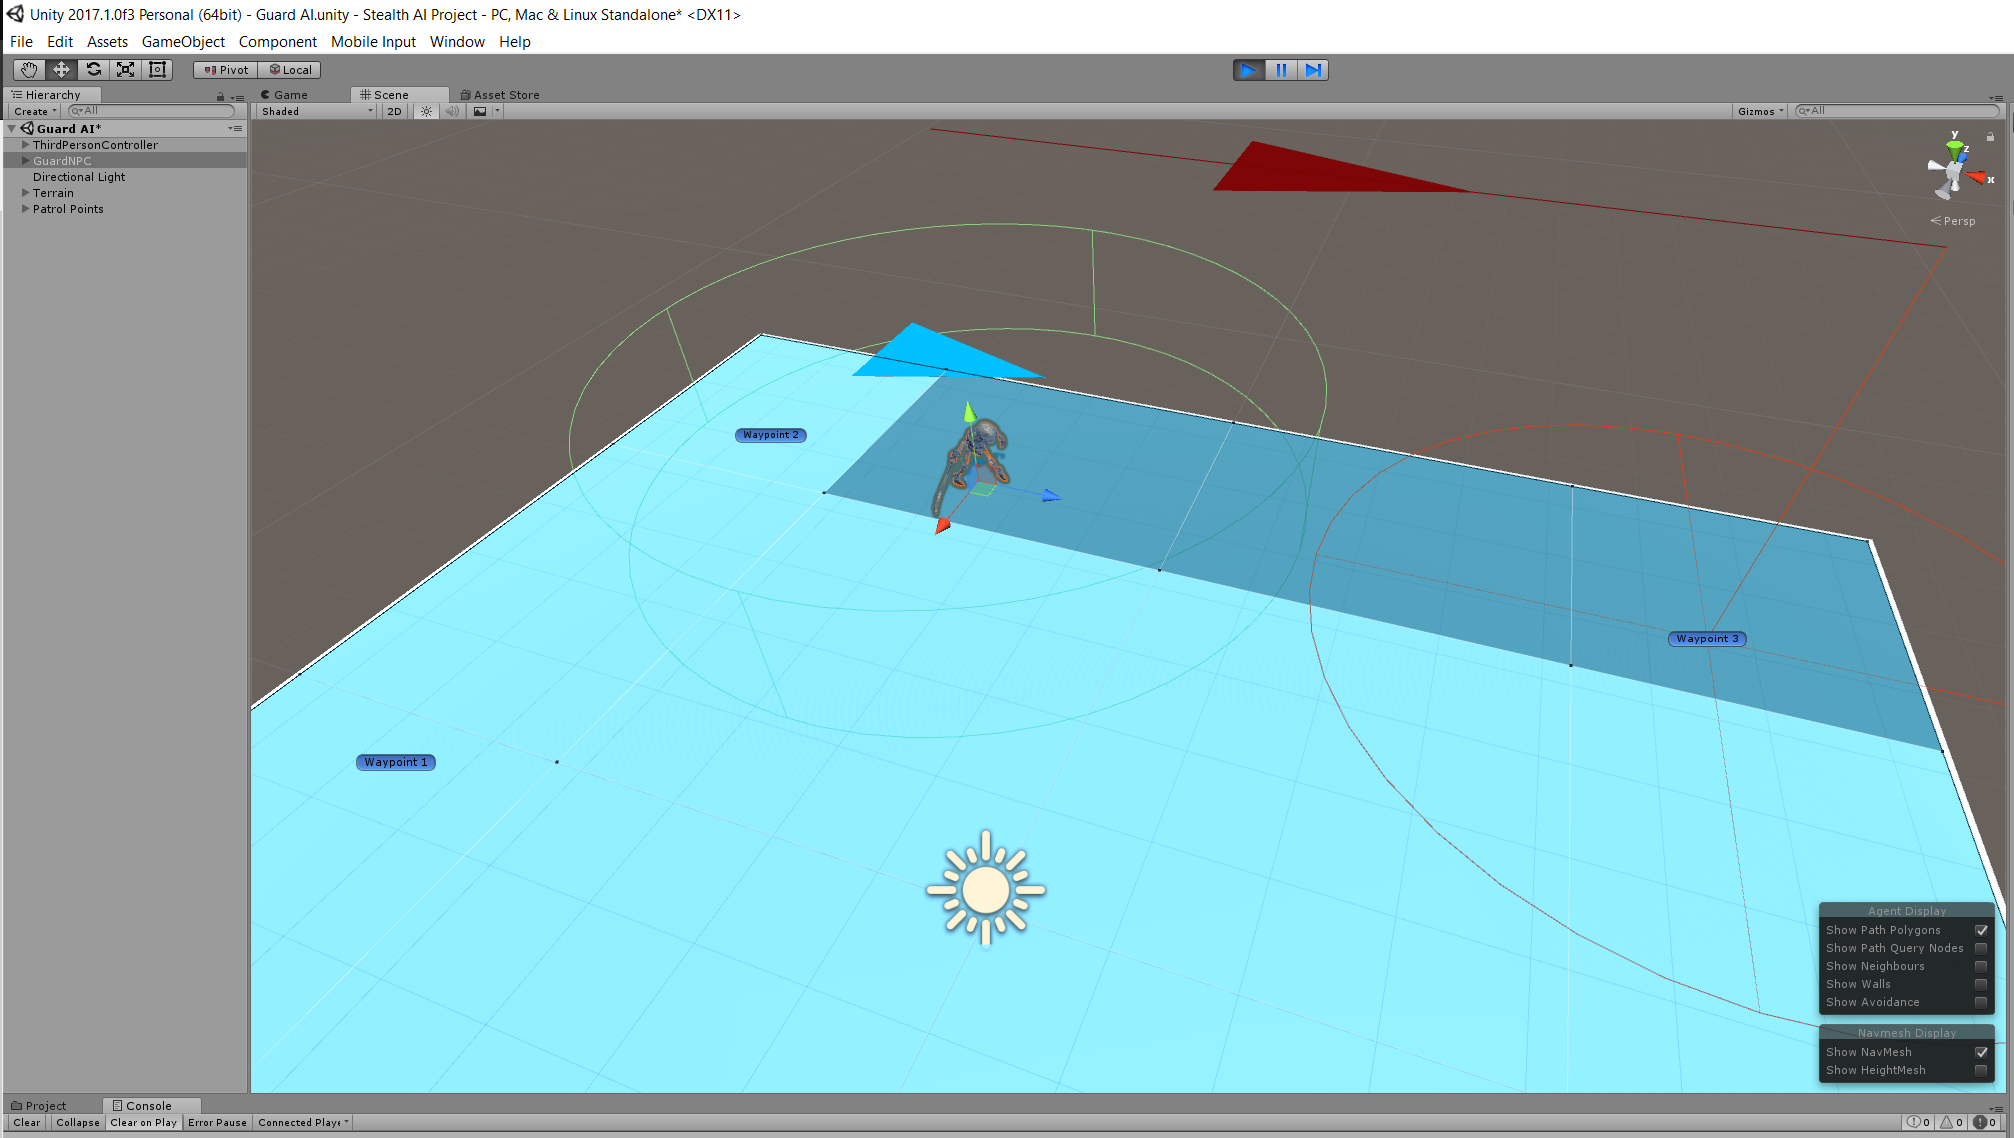 Unity 2017.1.0f3 Personal (64bit) - Guard AI.unity - Stealth AI Project - PC, Mac & Linux Standalone* <DX11>
File Edit Assets GameObject Component Mobile Input Window Help
Pivot Local
Hierarchy Game Scene Asset Store
Create All Shaded 2D Gizmos All
Guard AI*
ThirdPersonController
GuardNPC
Directional Light
Terrain
Patrol Points
y
z
x
Persp
Waypoint 2
Waypoint 3
Waypoint 1
Agent Display
Show Path Polygons
Show Path Query Nodes
Show Neighbours
Show Walls
Show Avoidance
Navmesh Display
Show NavMesh
Show HeightMesh
Project Console
Clear Collapse Clear on Play Error Pause Connected Playe 0 0 0